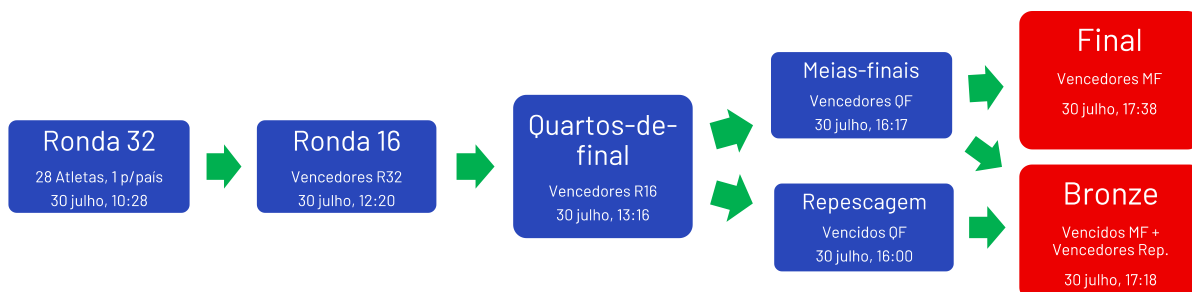 Ronda 32
28 Atletas, 1 p/país
30 julho, 10:28
Ronda 16
Vencedores R32
30 julho, 12:20
Quartos-de-
final
Vencedores R16
30 julho, 13:16
Meias-finais
Vencedores QF
30 julho, 16:17
Repescagem
Vencidos QF
30 julho, 16:00
Final
Vencedores MF
30 julho, 17:38
Bronze
Vencidos MF +
Vencedores Rep.
30 julho, 17:18